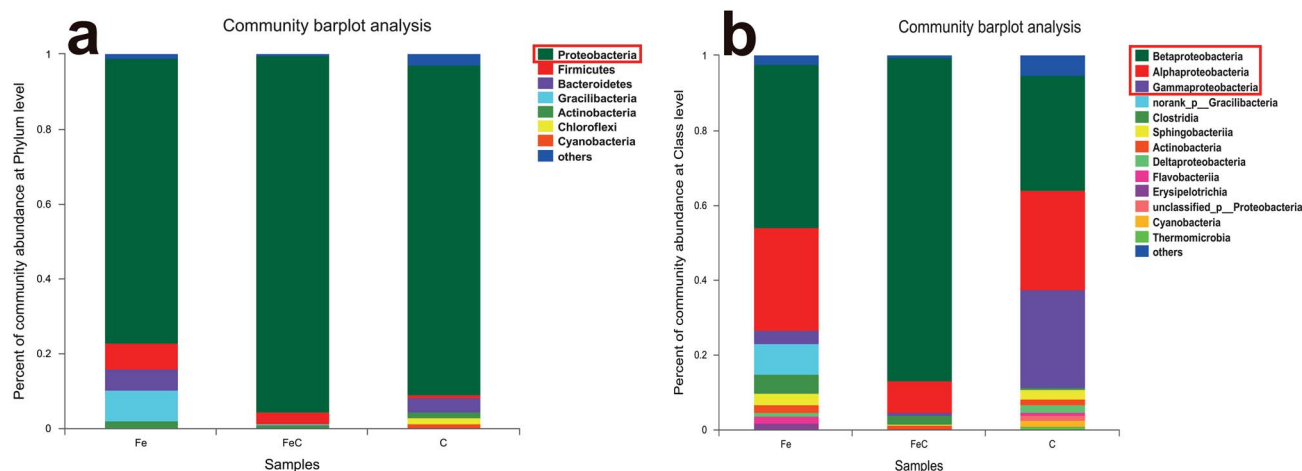 a
Community barplot analysis
Percent of community abundance at Phylum level
1
0.8
0.6
0.4
0.2
0
Fe
FeC
C
Samples
Proteobacteria
Firmicutes
Bacteroidetes
Gracilibacteria
Actinobacteria
Chloroflexi
Cyanobacteria
others
b
Community barplot analysis
Percent of community abundance at Class level
1
0.8
0.6
0.4
0.2
0
Fe
FeC
C
Samples
Betaproteobacteria
Alphaproteobacteria
Gammaproteobacteria
norank_p__Gracilibacteria
Clostridia
Sphingobacteriia
Actinobacteria
Deltaproteobacteria
Flavobacteriia
Erysipelotrichia
unclassified_p__Proteobacteria
Cyanobacteria
Thermomicrobia
others